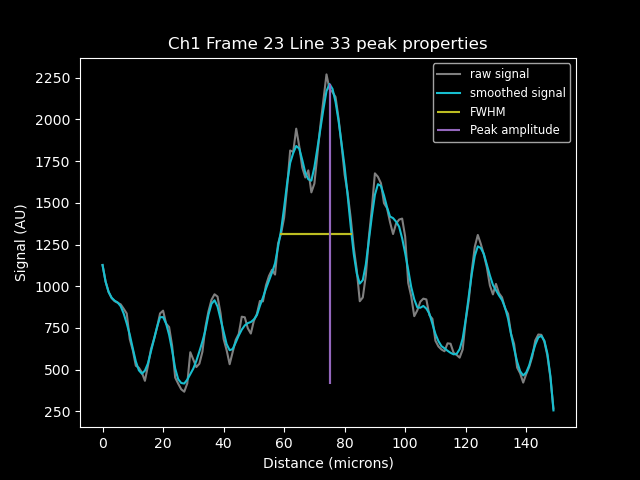 Ch1 Frame 23 Line 33 peak properties
raw signal
smoothed signal
FWHM
Peak amplitude
2250
2000
1750
1500
1250
1000
750
500
250
Signal (AU)
0 20 40 60 80 100 120 140
Distance (microns)